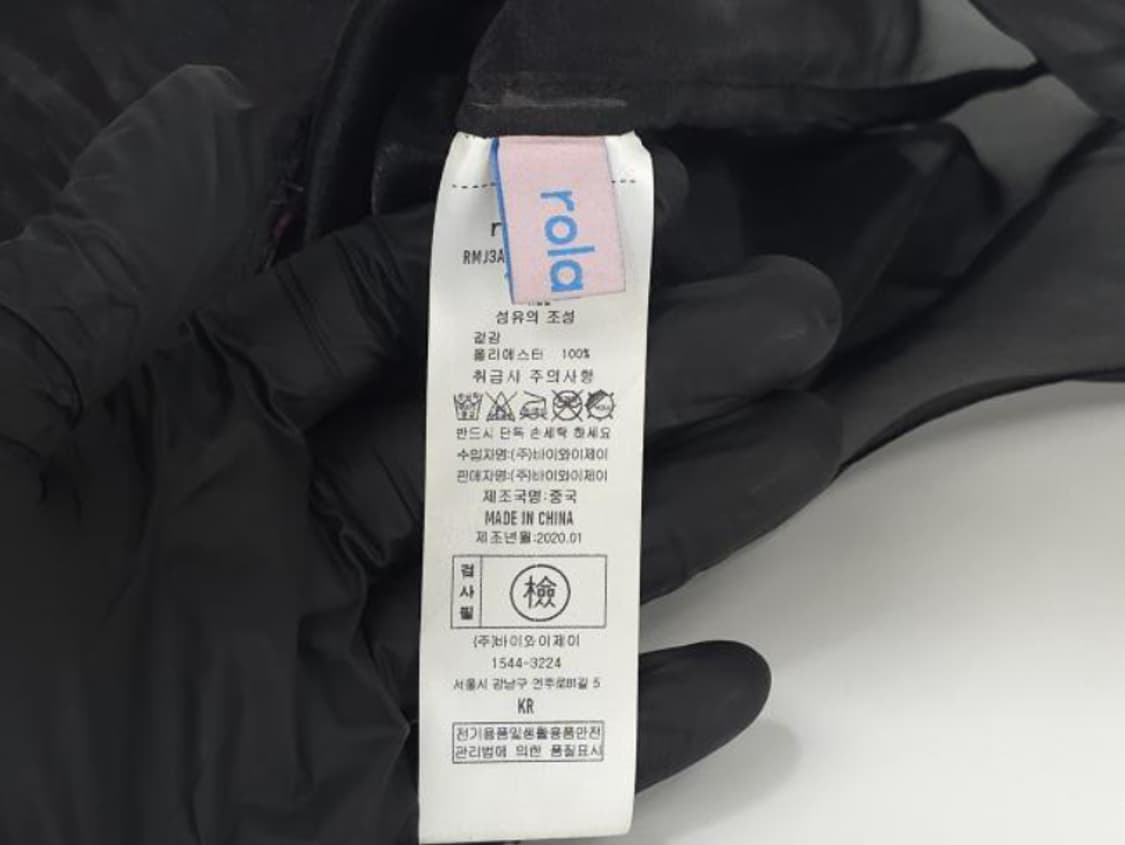 rola
RMJ3A
섬유의 조성
겉감
폴리에스터 100%
취급시 주의사항
반드시 단독 손세탁 하세요
수입자명:(주)바이와이제이
판매자명:(주)바이와이제이
제조국명:중국
MADE IN CHINA
제조년월:2020.01
검사필
檢
(주)바이와이제이
1544-3224
서울시 강남구 언주로81길 5
KR
전기용품및생활용품안전
관리법에 의한 품질표시